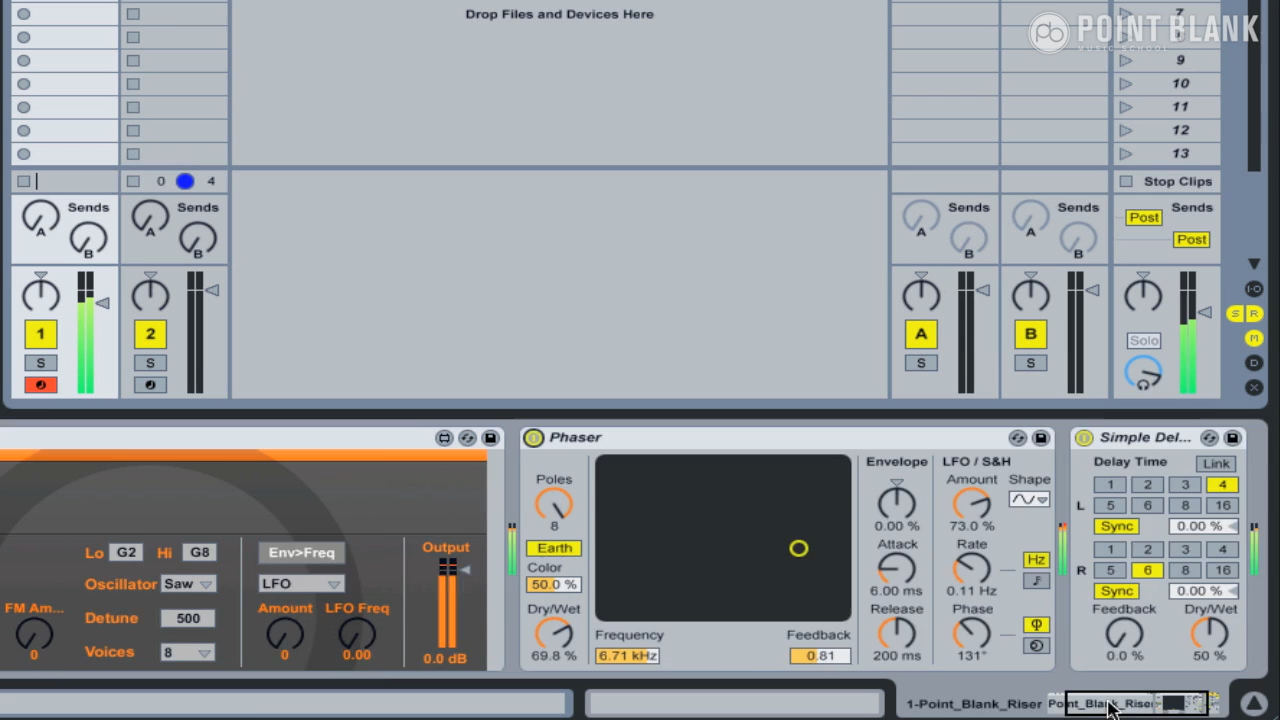 Drop Files and Devices Here
7
POINT BLANK
MUSIC SCHOOL
pb
9
10
11
12
13
0 4 Stop Clips
Sends Sends Sends Sends Sends
A A A A Post
B B B B Post
1 2 A B Solo
S S S S
S R
M
D
X
Phaser Simple Del...
Poles Envelope LFO / S&H Delay Time Link
8 0.00 % Amount Shape
73.0 %
L 1 2 3 4
5 6 8 16
Sync 0.00 %
Earth Attack Rate Hz
Color 6.00 ms 0.11 Hz
50.0 %
R 1 2 3 4
5 6 8 16
Sync 0.00 %
Dry/Wet Release Phase Feedback Dry/Wet
69.8 % 200 ms 131° 0.0 % 50 %
Frequency Feedback
6.71 kHz 0.81
Lo G2 Hi G8 Env>Freq Output
Oscillator Saw LFO
FM Am... Detune 500 Amount LFO Freq
0 Voices 8 0 0.00 0.0 dB
1-Point_Blank_Riser Point_Blank_Riser